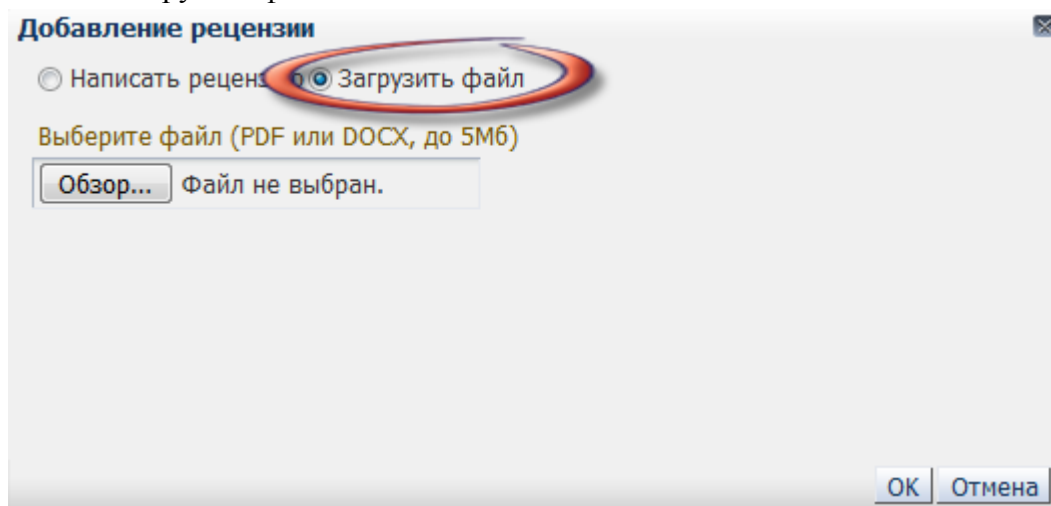 Добавление рецензии
Написать Загрузить файл
Выберите файл (PDF или DOCX, до 5Мб)
Обзор... Файл не выбран.
OK Отмена